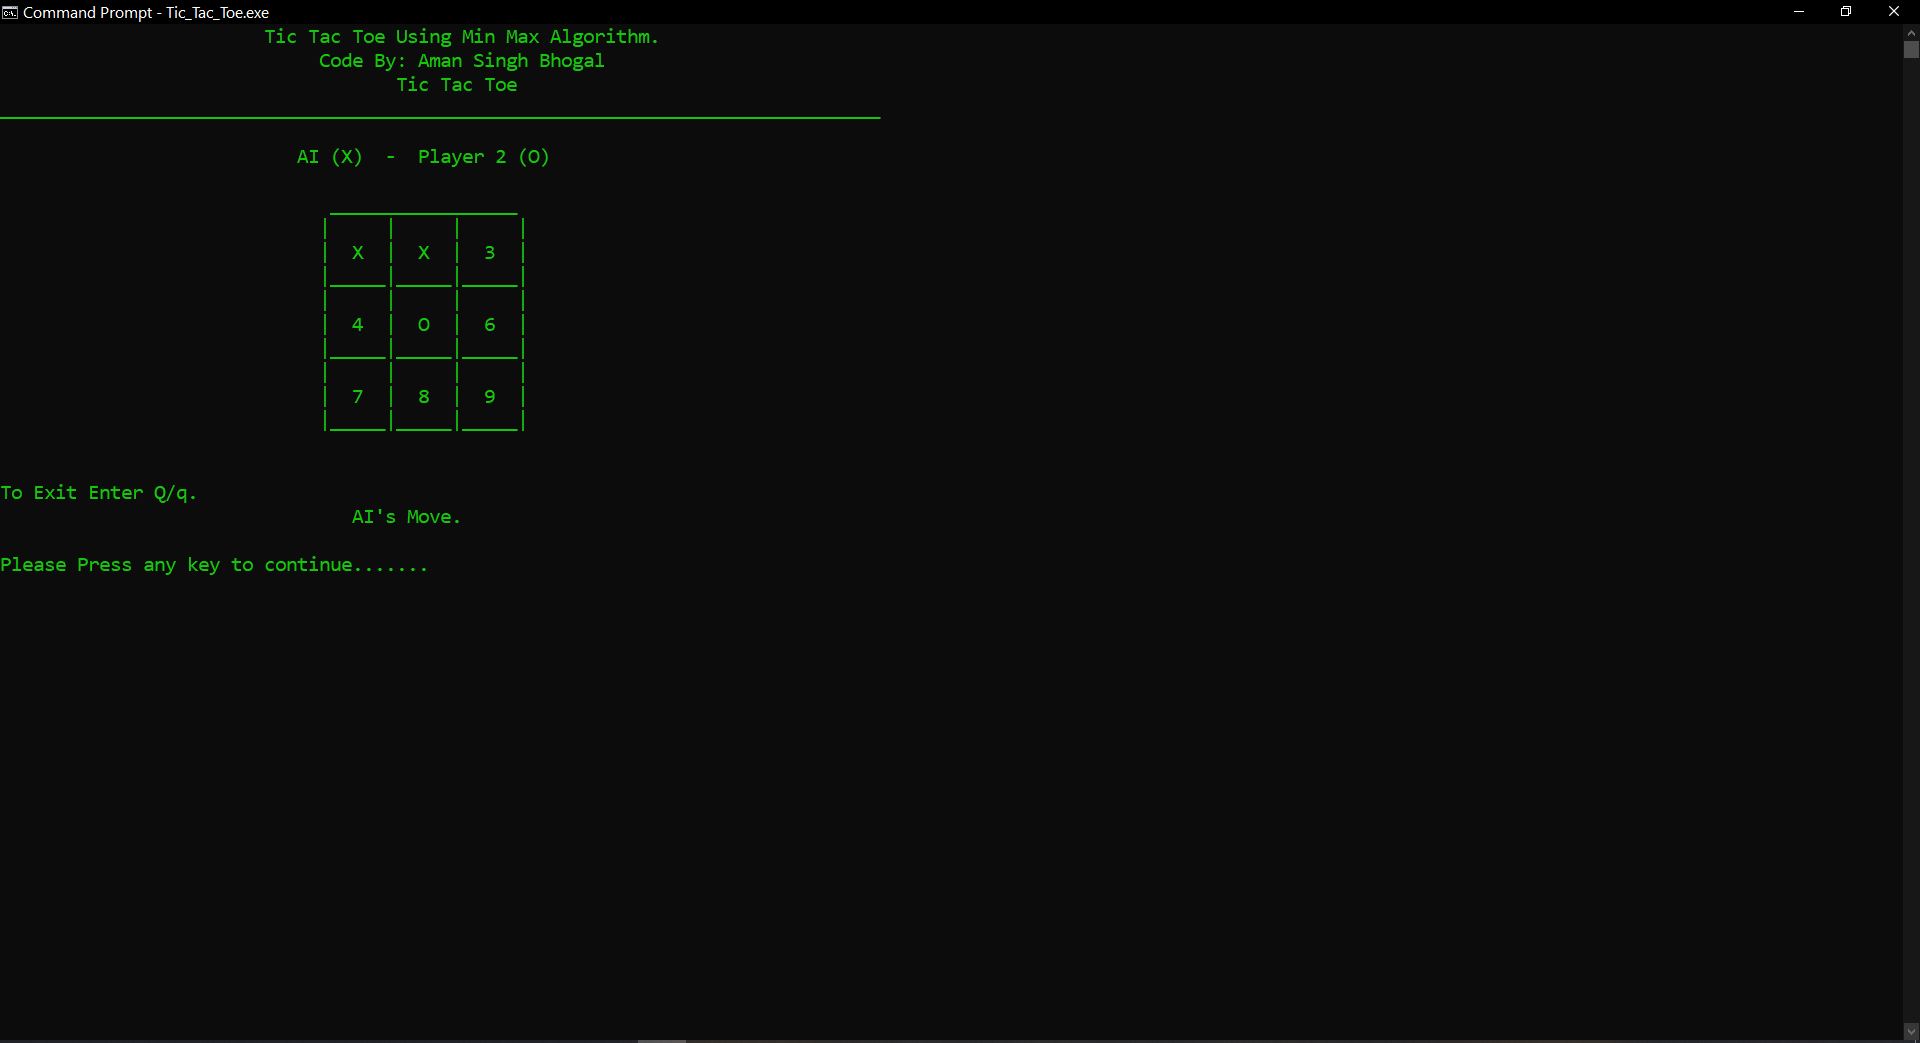 Command Prompt - Tic_Tac_Toe.exe
Tic Tac Toe Using Min Max Algorithm.
Code By: Aman Singh Bhogal
Tic Tac Toe
AI (X)  -  Player 2 (O)
X | X | 3
4 | O | 6
7 | 8 | 9
To Exit Enter Q/q.
AI's Move.
Please Press any key to continue.......